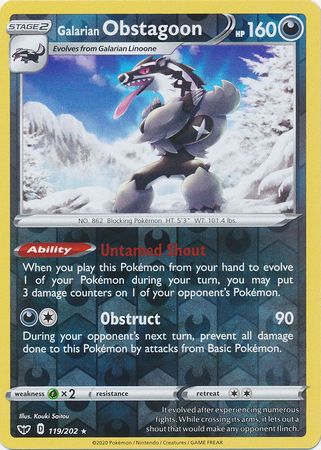 STAGE 2
Galarian Obstagoon HP 160
Evolves from Galarian Linoone
NO. 862 Blocking Pokémon HT: 5'3" WT: 101.4 lbs.
Ability Untamed Shout
When you play this Pokémon from your hand to evolve
1 of your Pokémon during your turn, you may put
3 damage counters on 1 of your opponent's Pokémon.
Obstruct 90
During your opponent's next turn, prevent all damage
done to this Pokémon by attacks from Basic Pokémon.
weakness ×2 resistance retreat
Illus. Kouki Saitou
It evolved after experiencing numerous
fights. While crossing its arms, it lets out a
shout that would make any opponent flinch.
D 119/202 ★
©2020 Pokémon / Nintendo / Creatures / GAME FREAK